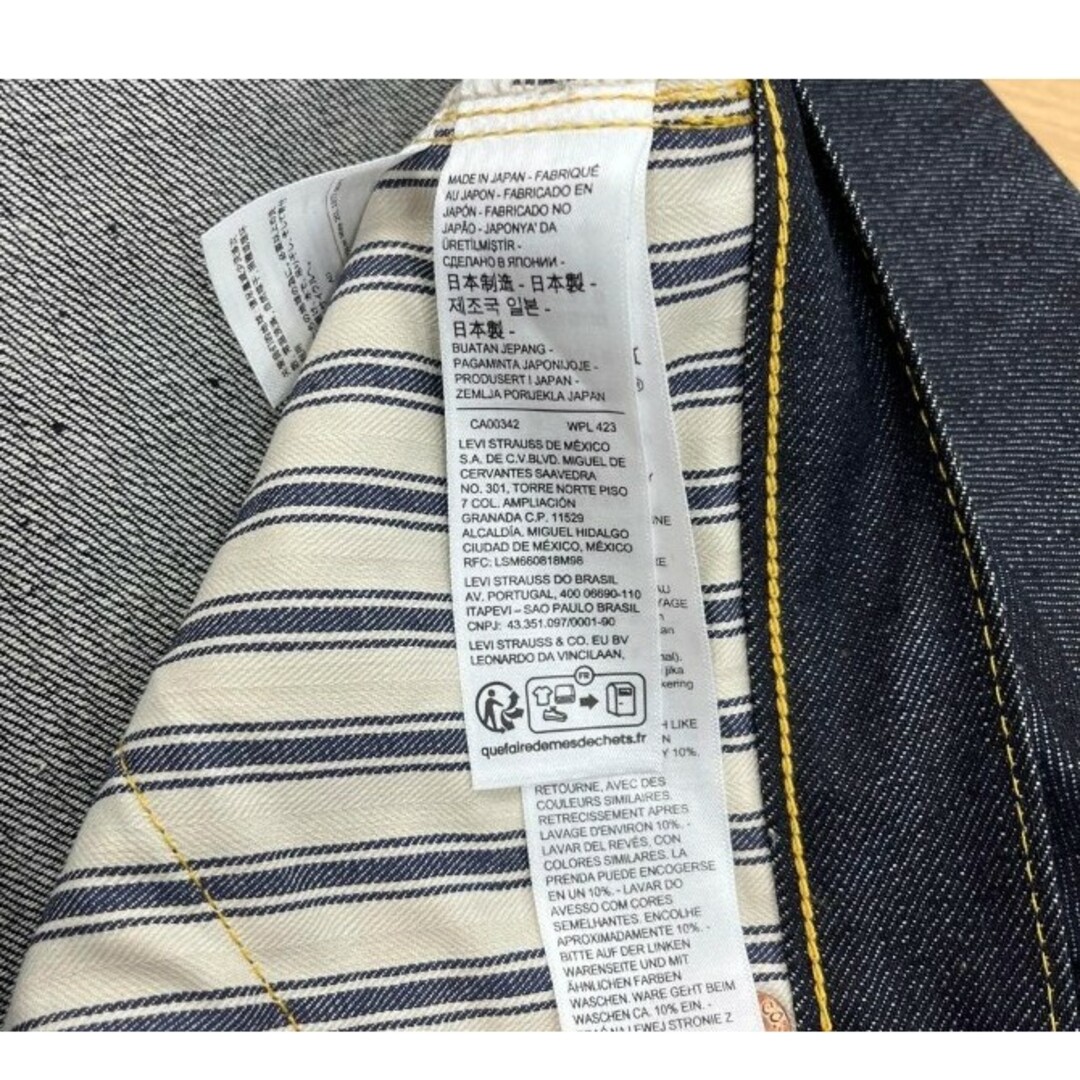 MADE IN JAPAN - FABRIQUÉ
AU JAPON - FABRICADO EN
JAPÓN - FABRICADO NO
JAPÃO - JAPONYA' DA
ÜRETİLMİŞTİR -
СДЕЛАНО В ЯПОНИИ -
日本制造 - 日本製 -
제조국 일본 -
日本製 -
BUATAN JEPANG -
PAGAMINTA JAPONIJOJE -
PRODUSERT I JAPAN -
ZEMLJA PORIJEKLA JAPAN
CA00342 WPL 423
LEVI STRAUSS DE MÉXICO
S.A. DE C.V.BLVD. MIGUEL DE
CERVANTES SAAVEDRA
NO. 301, TORRE NORTE PISO
7 COL. AMPLIACIÓN
GRANADA C.P. 11529
ALCALDÍA. MIGUEL HIDALGO
CIUDAD DE MÉXICO, MÉXICO
RFC: LSM660818M98
LEVI STRAUSS DO BRASIL
AV. PORTUGAL, 400 06690-110
ITAPEVI – SAO PAULO BRASIL
CNPJ: 43.351.097/0001-90
LEVI STRAUSS & CO. EU BV
LEONARDO DA VINCILAAN,
FR
quefairedemesdechets.fr
jika
LIKE
10%.
RETOURNE, AVEC DES
COULEURS SIMILAIRES.
RETRECISSEMENT APRES
LAVAGE D'ENVIRON 10%. -
LAVAR DEL REVÉS, CON
COLORES SIMILARES. LA
PRENDA PUEDE ENCOGERSE
EN UN 10%. - LAVAR DO
AVESSO COM CORES
SEMELHANTES. ENCOLHE
APROXIMADAMENTE 10%. -
BITTE AUF DER LINKEN
WARENSEITE UND MIT
ÄHNLICHEN FARBEN
WASCHEN. WARE GEHT BEIM
WASCHEN CA. 10% EIN. -
LEWEJ STRONIE Z